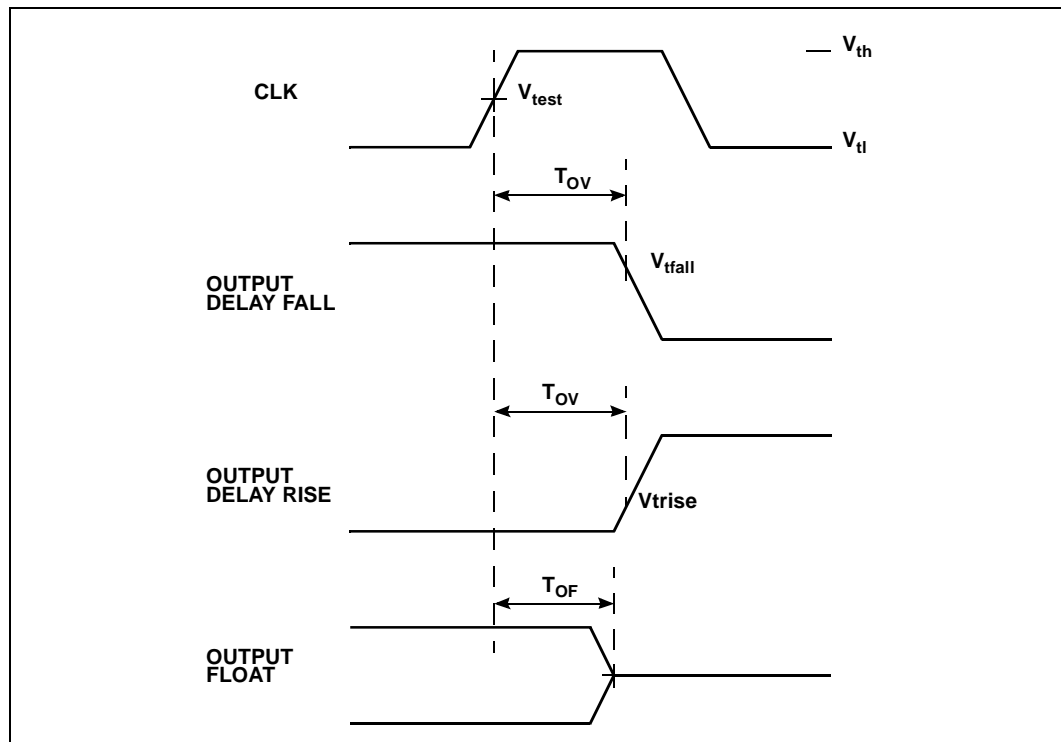 V_th
CLK
V_test
V_tl
T_OV
V_tfall
OUTPUT
DELAY FALL
T_OV
OUTPUT
DELAY RISE
Vtrise
T_OF
OUTPUT
FLOAT